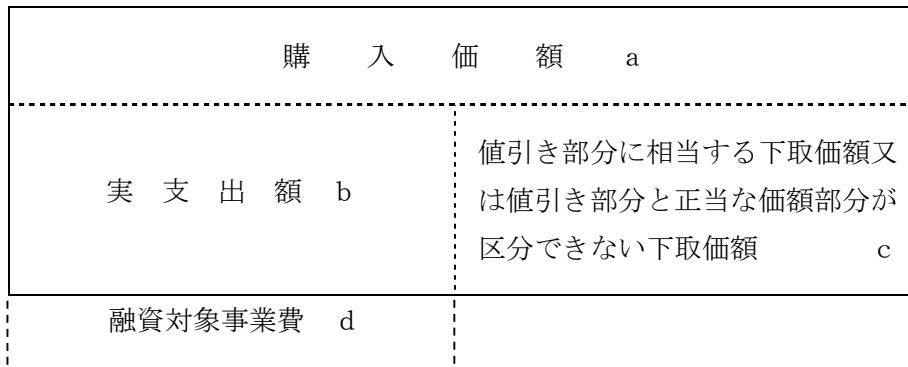 購 入 価 額 a
実 支 出 額 b
値引き部分に相当する下取価額又
は値引き部分と正当な価額部分が
区分できない下取価額 c
融資対象事業費 d